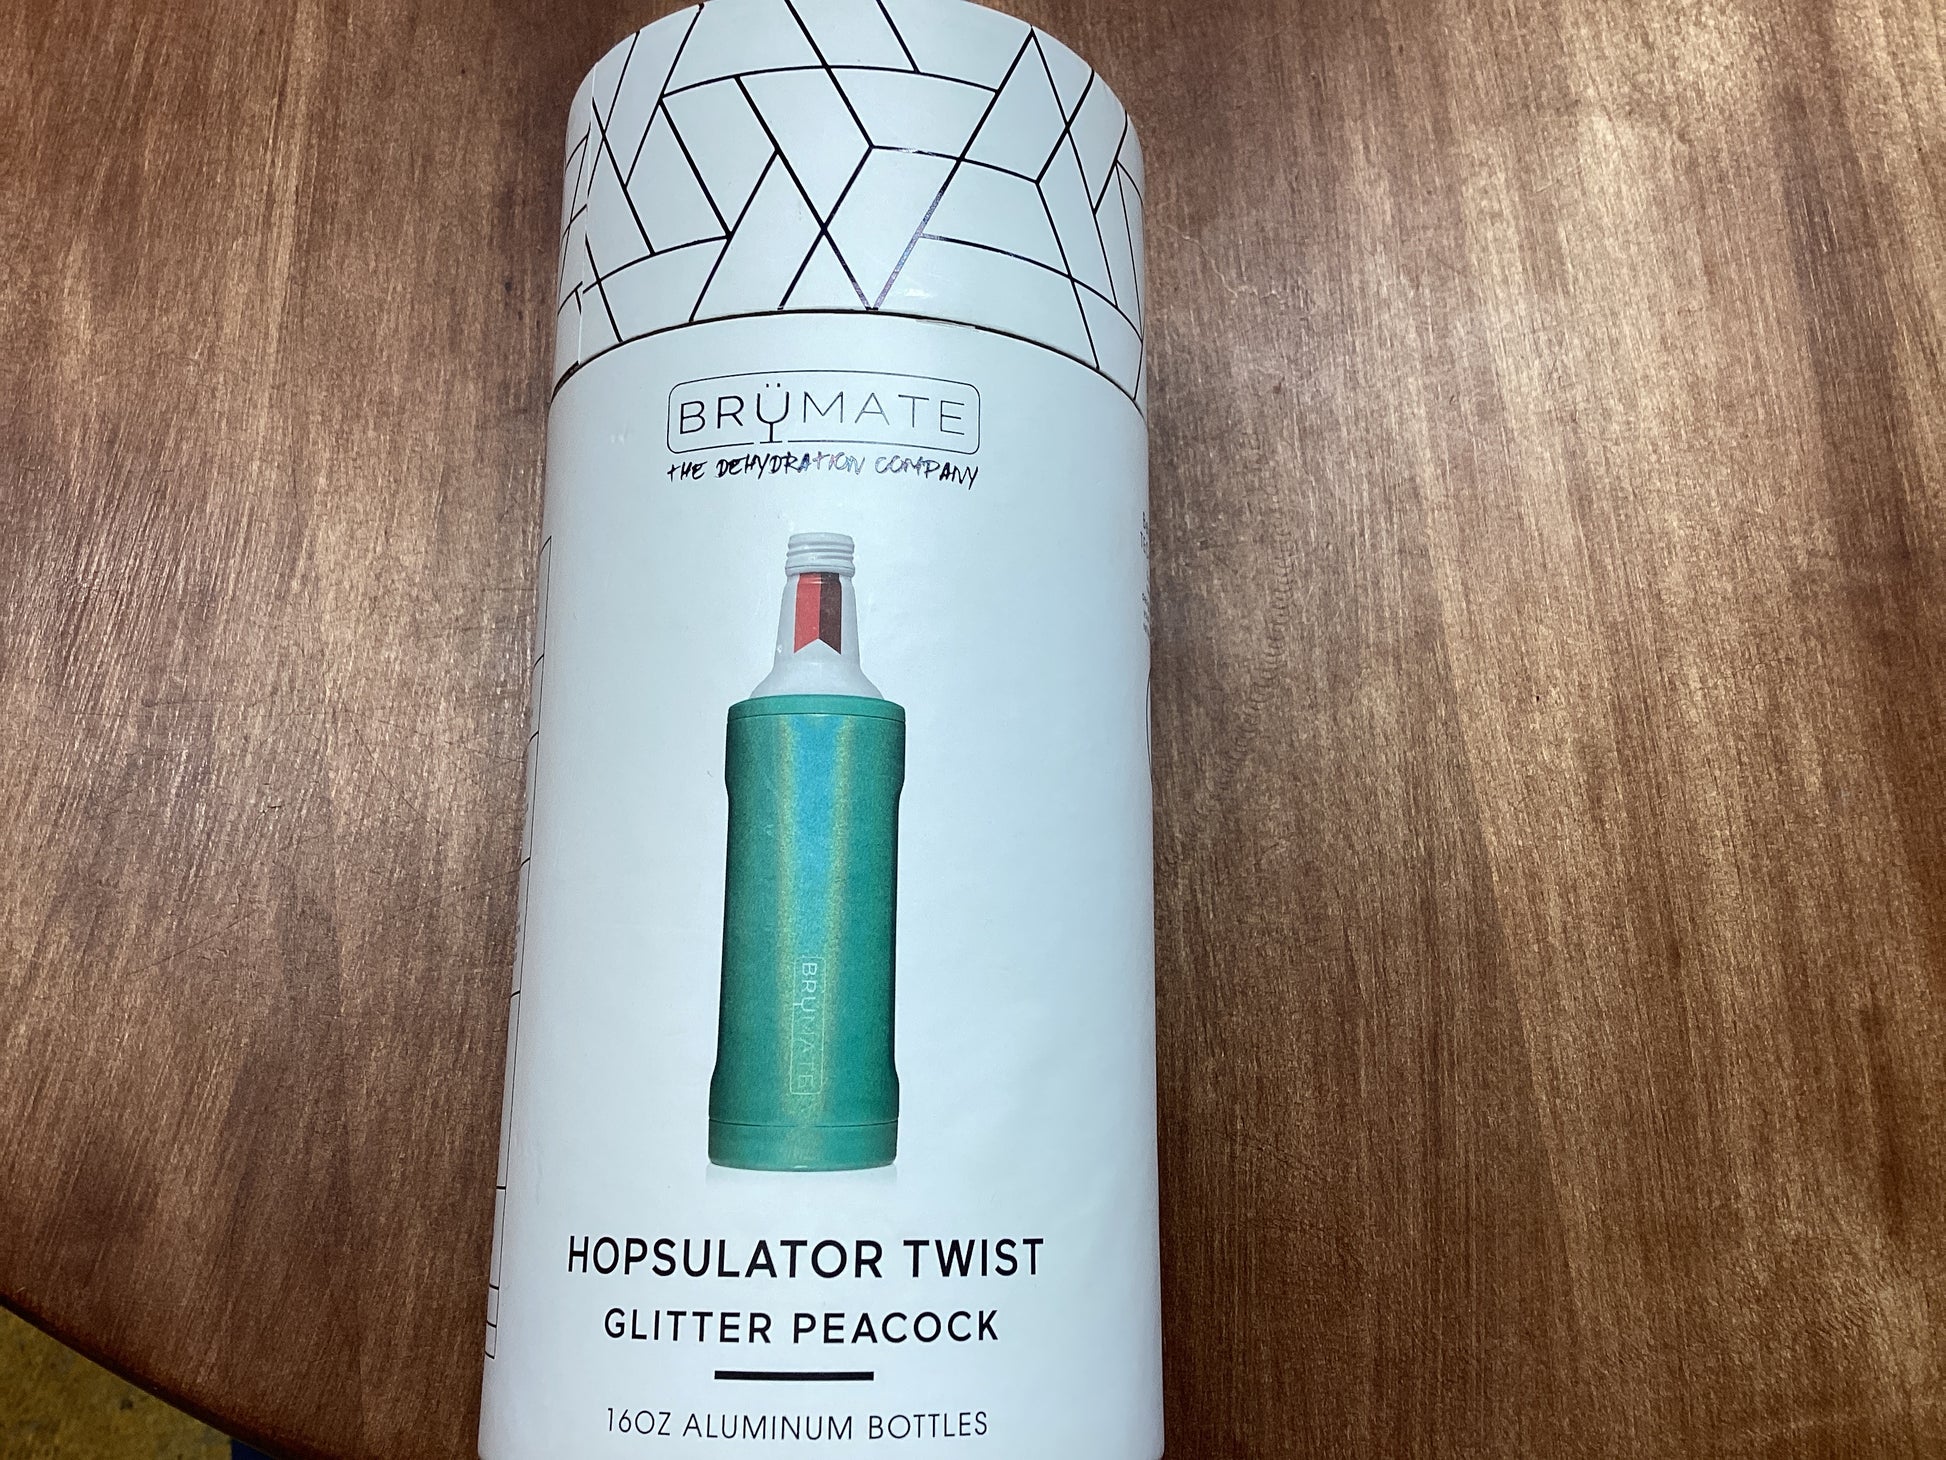 BRÜMATE
THE DEHYDRATION COMPANY
BRÜMATE
HOPSULATOR TWIST
GLITTER PEACOCK
16OZ ALUMINUM BOTTLES